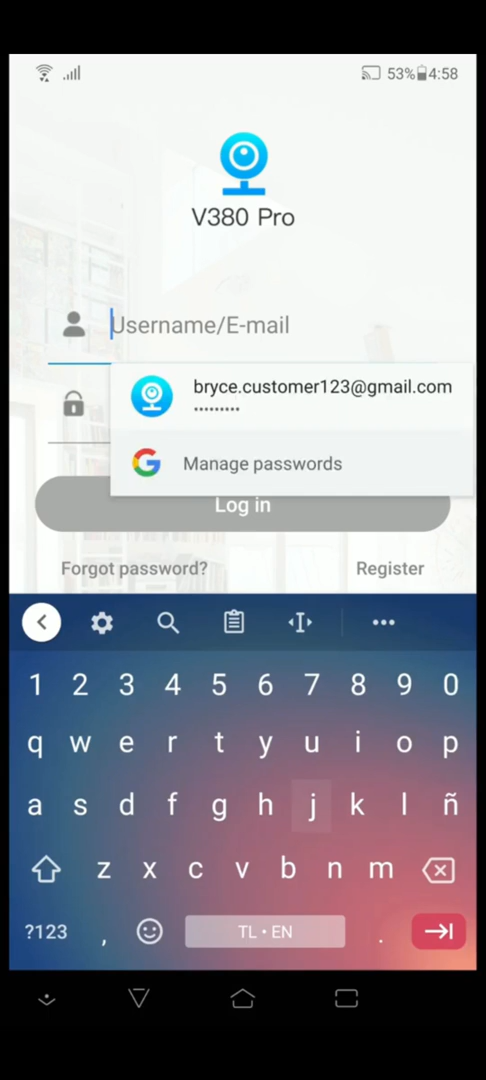 53% 4:58
V380 Pro
Username/E-mail
bryce.customer123@gmail.com
•••••••••
Manage passwords
Log in
Forgot password? Register
1 2 3 4 5 6 7 8 9 0
q w e r t y u i o p
a s d f g h j k l ñ
z x c v b n m
?123 , TL • EN .